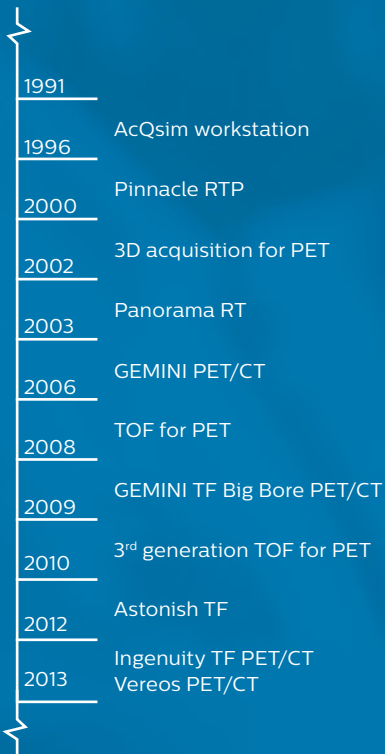 1991
AcQsim workstation
1996
Pinnacle RTP
2000
3D acquisition for PET
2002
Panorama RT
2003
GEMINI PET/CT
2006
TOF for PET
2008
GEMINI TF Big Bore PET/CT
2009
3rd generation TOF for PET
2010
Astonish TF
2012
Ingenuity TF PET/CT
2013
Vereos PET/CT